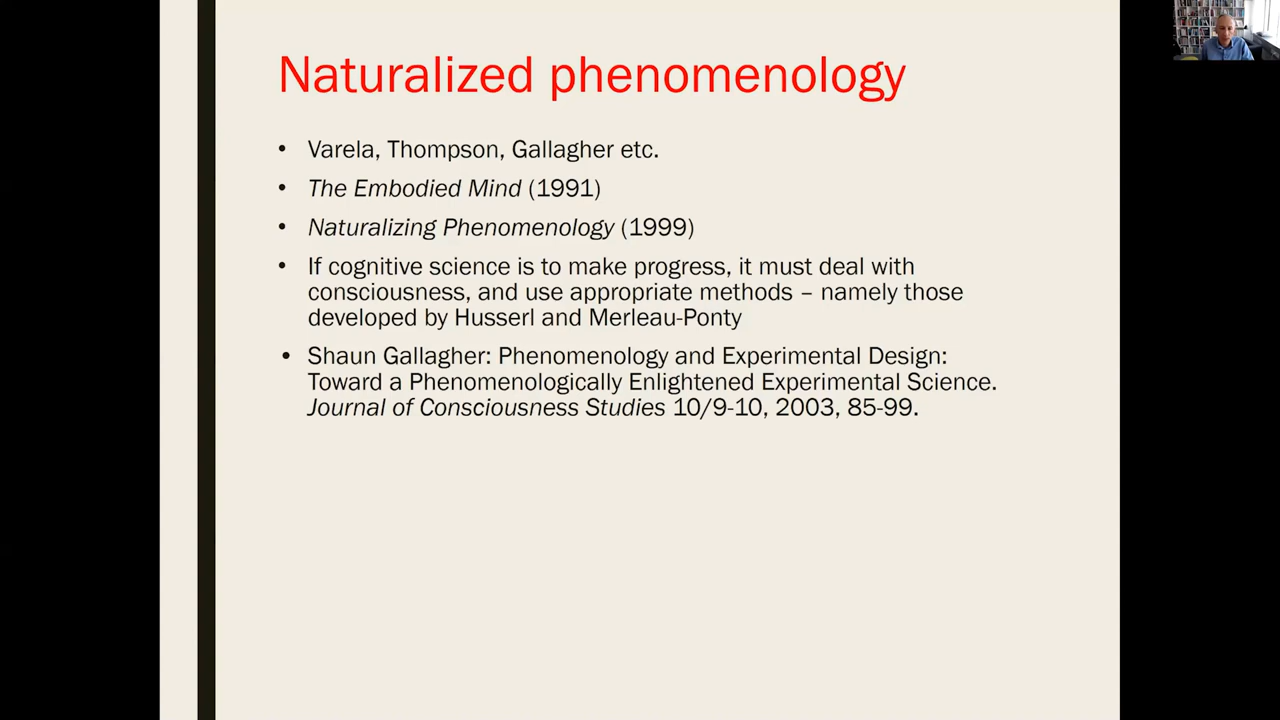 Naturalized phenomenology
• Varela, Thompson, Gallagher etc.
• The Embodied Mind (1991)
• Naturalizing Phenomenology (1999)
• If cognitive science is to make progress, it must deal with
consciousness, and use appropriate methods – namely those
developed by Husserl and Merleau-Ponty
• Shaun Gallagher: Phenomenology and Experimental Design:
Toward a Phenomenologically Enlightened Experimental Science.
Journal of Consciousness Studies 10/9-10, 2003, 85-99.